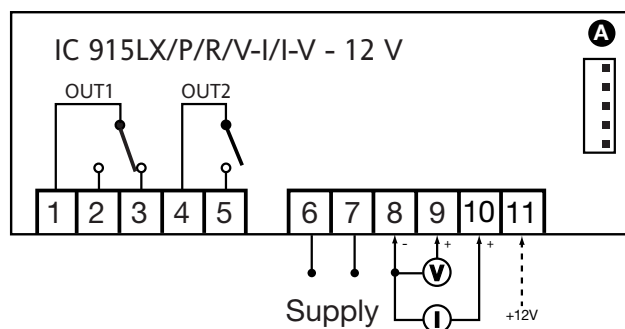 IC 915LX/P/R/V-I/I-V - 12 V
A
OUT1 OUT2
1 2 3 4 5 6 7 8 9 10 11
- + +
V
Supply I +12V